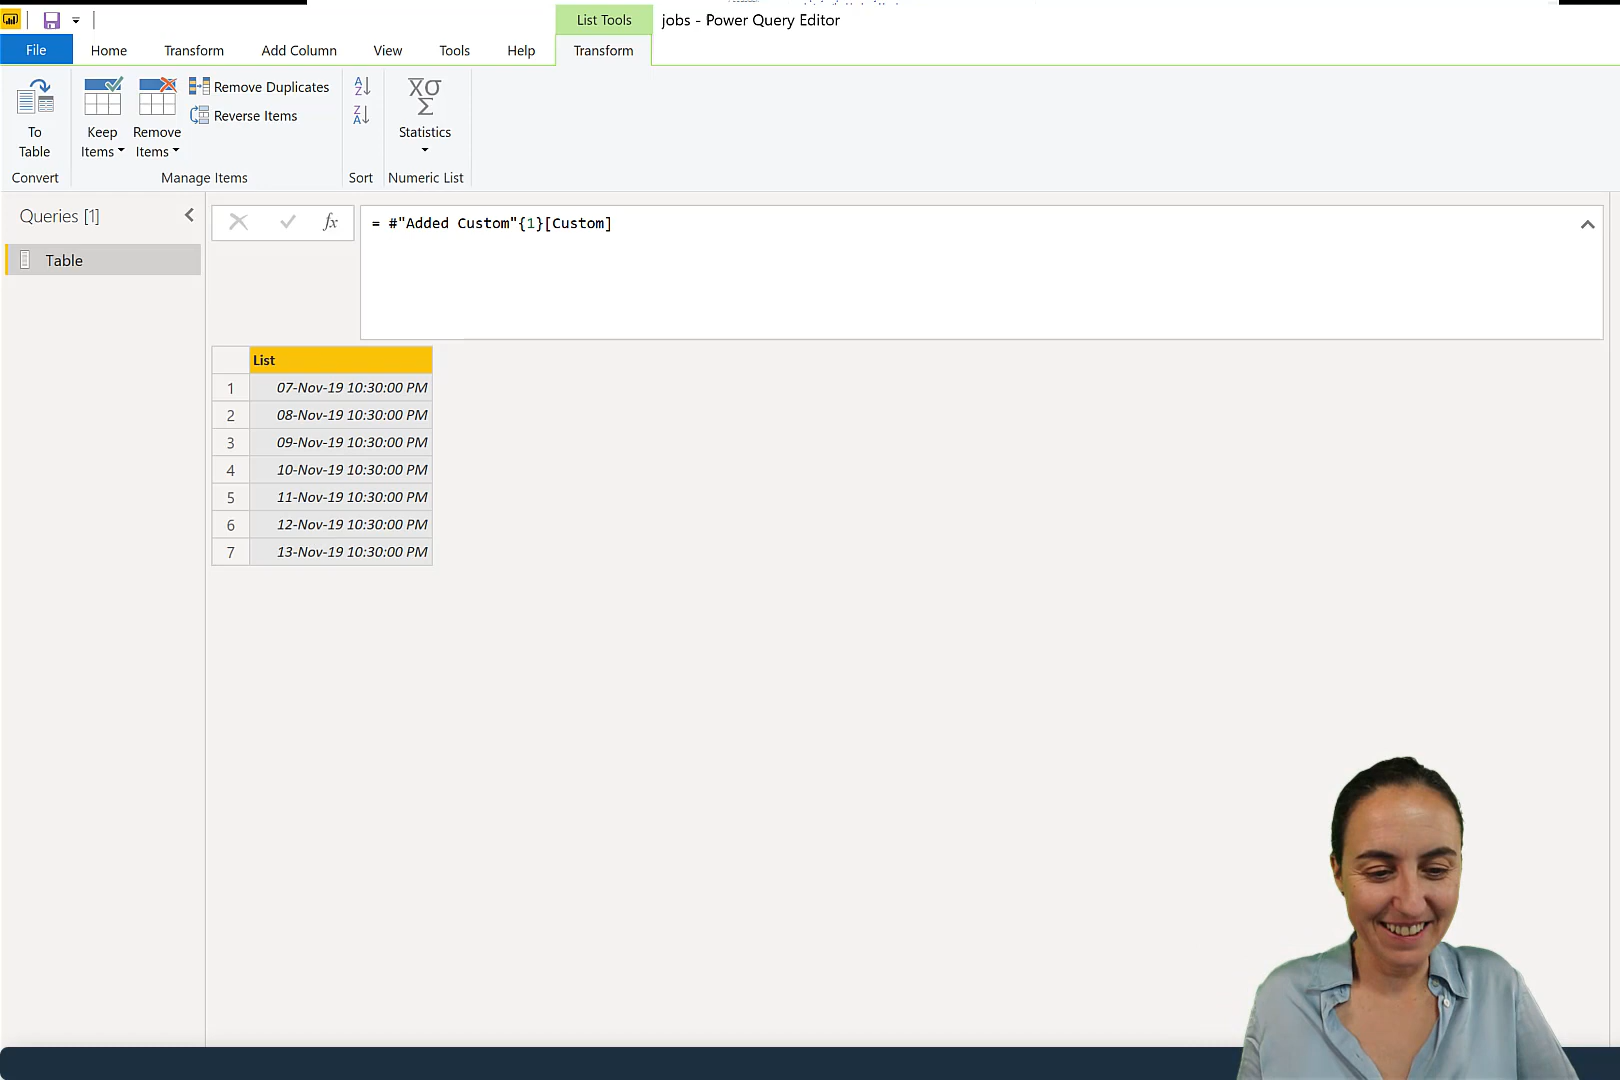 List Tools
jobs - Power Query Editor
File
Home
Transform
Add Column
View
Tools
Help
Transform
To
Table
Keep
Items
Remove
Items
Remove Duplicates
Reverse Items
A
Z
Z
A
X̅σ
Σ
Statistics
Convert
Manage Items
Sort
Numeric List
Queries [1]
Table
fx
= #"Added Custom"{1}[Custom]
List
1 07-Nov-19 10:30:00 PM
2 08-Nov-19 10:30:00 PM
3 09-Nov-19 10:30:00 PM
4 10-Nov-19 10:30:00 PM
5 11-Nov-19 10:30:00 PM
6 12-Nov-19 10:30:00 PM
7 13-Nov-19 10:30:00 PM